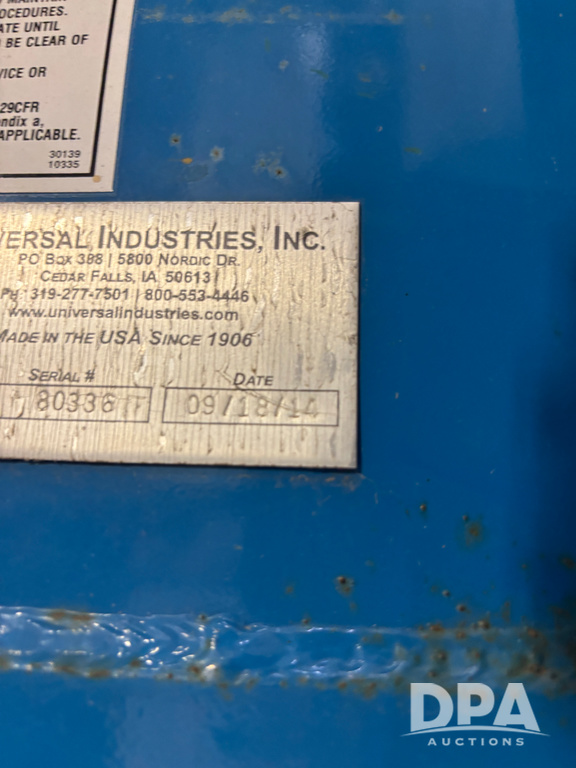 OCEDURES.
ATE UNTIL
BE CLEAR OF
VICE OR
29CFR
ndix a,
APPLICABLE.
30139
10335
VERSAL INDUSTRIES, INC.
PO BOX 388 | 5800 NORDIC DR.
CEDAR FALLS, IA 50613
PH 319-277-7501 | 800-553-4446
www.universalindustries.com
MADE IN THE USA SINCE 1906
SERIAL # DATE
80338 09/18/14
DPA
AUCTIONS